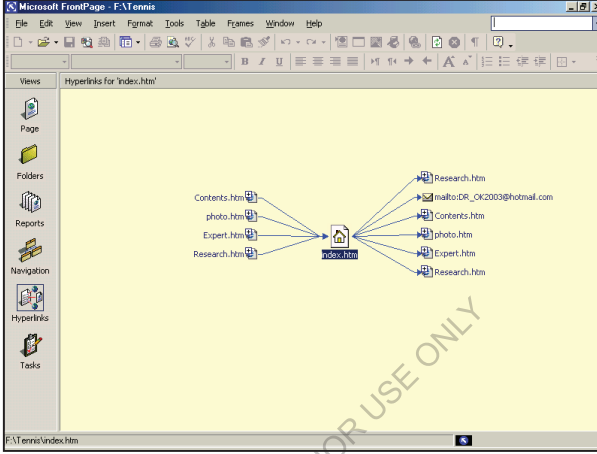 Microsoft FrontPage - F:\Tennis
File Edit View Insert Format Tools Table Frames Window Help
B I U
Views
Hyperlinks for 'index.htm'
Page
Folders
Reports
Navigation
Hyperlinks
Tasks
Contents.htm
photo.htm
Expert.htm
Research.htm
index.htm
Research.htm
mailto:DR_OK2003@hotmail.com
Contents.htm
photo.htm
Expert.htm
Research.htm
OR USE ONLY
F:\Tennis\index.htm